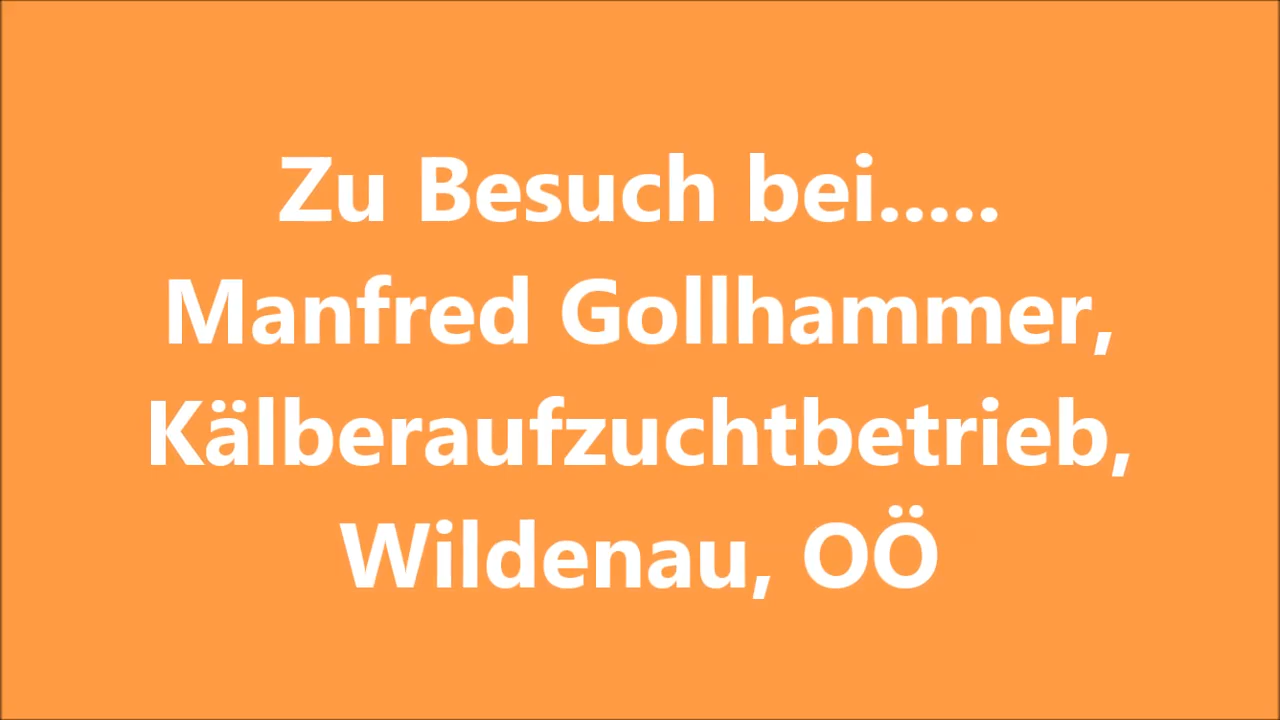 Zu Besuch bei.....
Manfred Gollhammer,
Kälberaufzuchtbetrieb,
Wildenau, OÖ